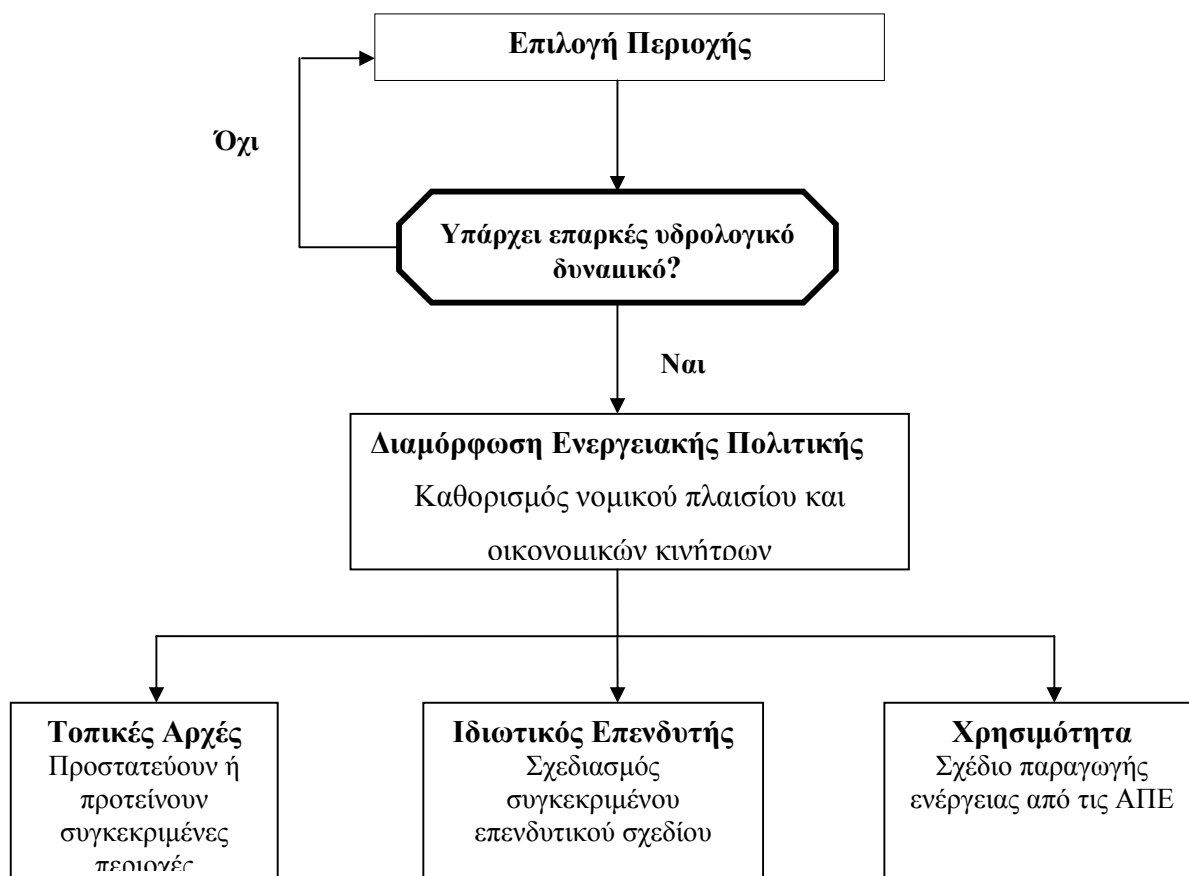 Επιλογή Περιοχής
Όχι
Υπάρχει επαρκές υδρολογικό
δυναμικό?
Ναι
Διαμόρφωση Ενεργειακής Πολιτικής
Καθορισμός νομικού πλαισίου και
οικονομικών κινήτρων
Τοπικές Αρχές
Προστατεύουν ή
προτείνουν
συγκεκριμένες
περιοχές
Ιδιωτικός Επενδυτής
Σχεδιασμός
συγκεκριμένου
επενδυτικού σχεδίου
Χρησιμότητα
Σχέδιο παραγωγής
ενέργειας από τις ΑΠΕ